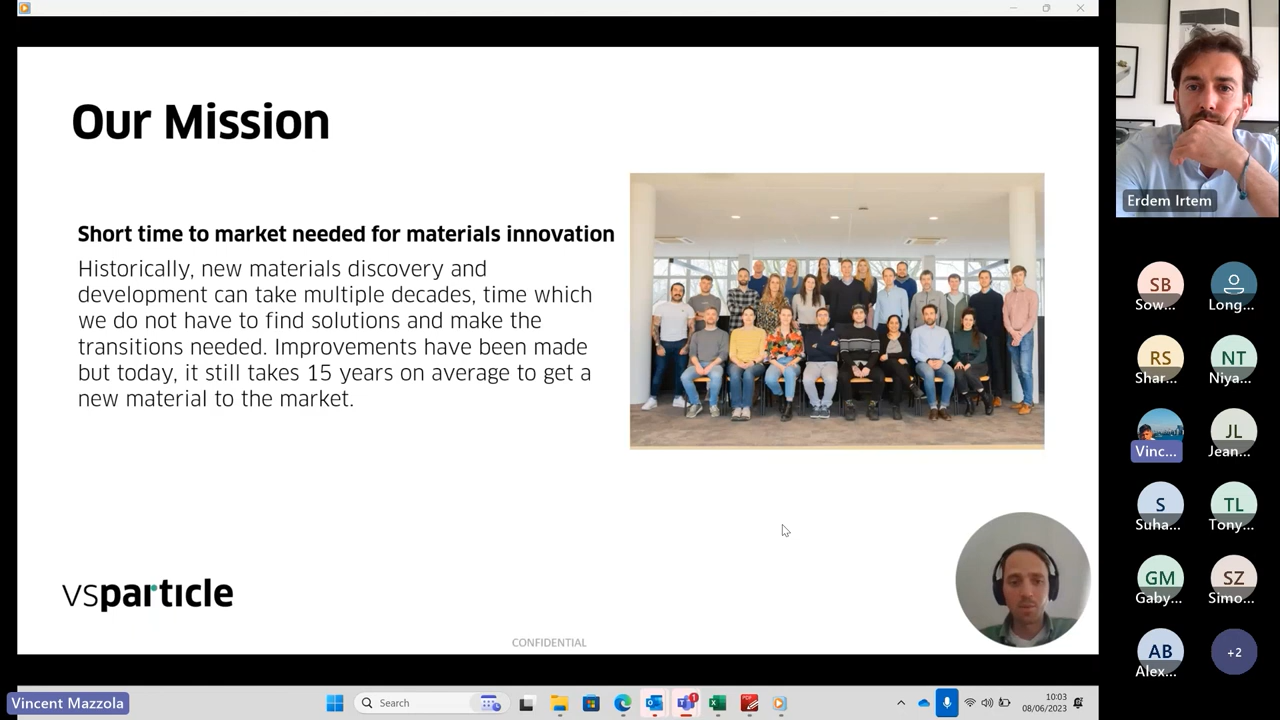 Our Mission
Short time to market needed for materials innovation
Historically, new materials discovery and
development can take multiple decades, time which
we do not have to find solutions and make the
transitions needed. Improvements have been made
but today, it still takes 15 years on average to get a
new material to the market.
vsparticle
CONFIDENTIAL
Vincent Mazzola
Search
1
10:03
08/06/2023
Erdem Irtem
SB
Sow...
Long...
RS
Shar...
NT
Niya...
Vinc...
JL
Jean...
S
Suha...
TL
Tony...
GM
Gaby...
SZ
Simo...
AB
Alex...
+2